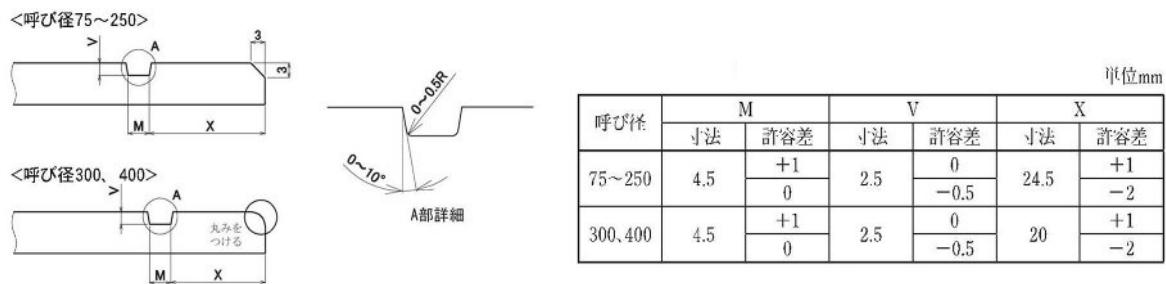 <呼び径75~250>
A
3
V
3
M
X
<呼び径300、400>
A
V
丸みを
つける
M
X
0~0.5R
0~10°
A部詳細
単位mm
呼び径 M V X
寸法 許容差 寸法 許容差 寸法 許容差
75~250 4.5 +1 0 2.5 0 −0.5 24.5 +1 −2
300、400 4.5 +1 0 2.5 0 −0.5 20 +1 −2